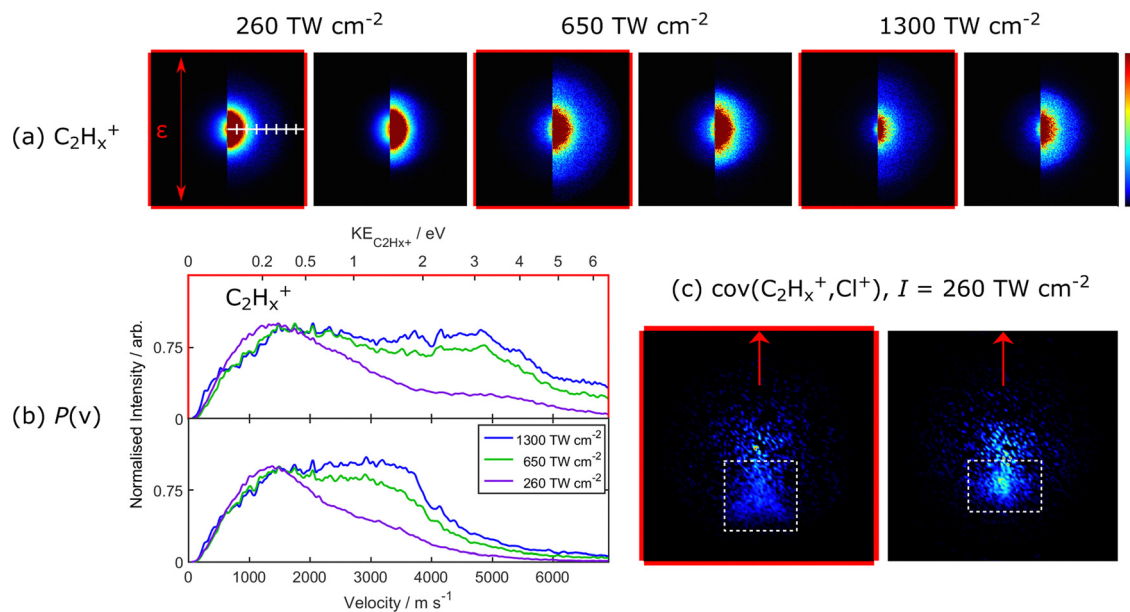 260 TW cm⁻² 650 TW cm⁻² 1300 TW cm⁻²
(a) C₂Hₓ⁺
ε
KE_C2Hx+ / eV
0 0.2 0.5 1 2 3 4 5 6
C₂Hₓ⁺
0.75
0
(b) P(v)
Normalised Intensity / arb.
1300 TW cm⁻²
650 TW cm⁻²
260 TW cm⁻²
0.75
0
0 1000 2000 3000 4000 5000 6000
Velocity / m s⁻¹
(c) cov(C₂Hₓ⁺,Cl⁺), I = 260 TW cm⁻²